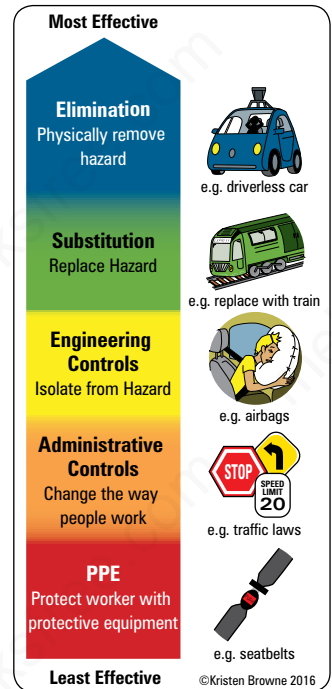 Most Effective
Elimination
Physically remove
hazard
e.g. driverless car
Substitution
Replace Hazard
e.g. replace with train
Engineering
Controls
Isolate from Hazard
e.g. airbags
Administrative
Controls
Change the way
people work
STOP
SPEED
LIMIT
20
e.g. traffic laws
PPE
Protect worker with
protective equipment
e.g. seatbelts
Least Effective
©Kristen Browne 2016